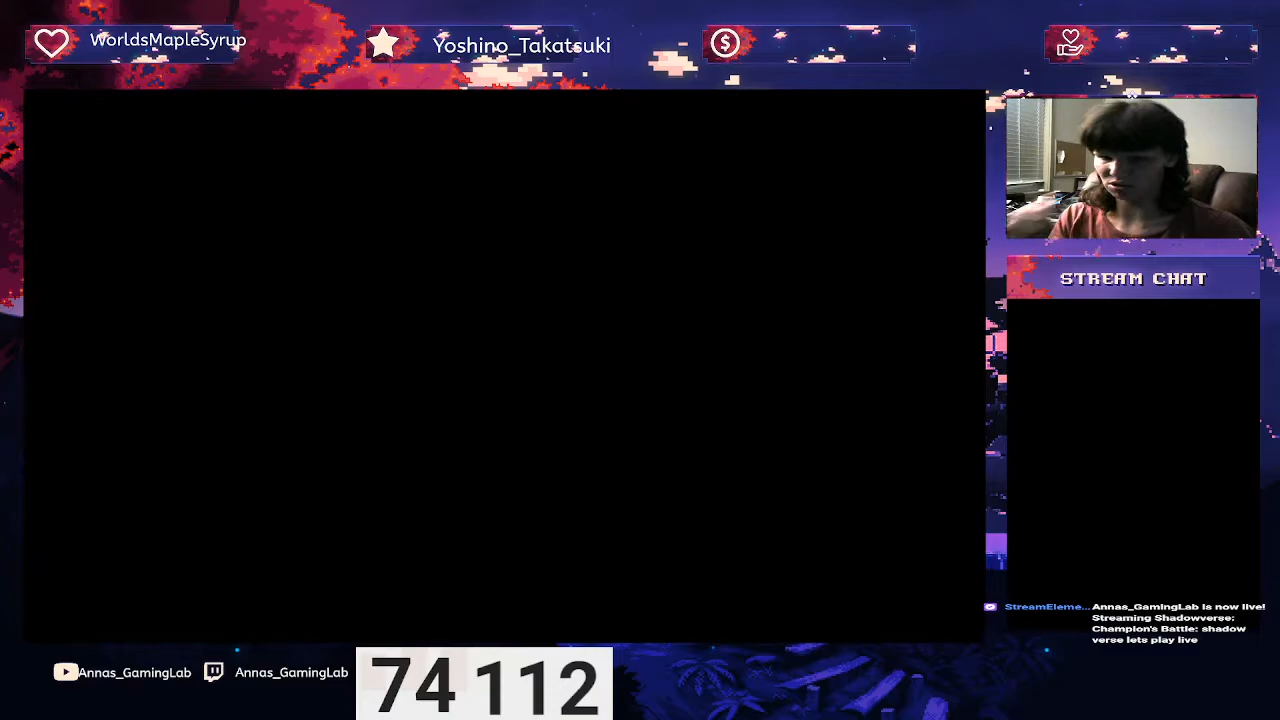 WorldsMapleSyrup
Yoshino_Takatsuki
STREAM CHAT
StreamEleme... Annas_GamingLab is now live!
Streaming Shadowverse:
Champion's Battle: shadow
verse lets play live
Annas_GamingLab
Annas_GamingLab
74 112